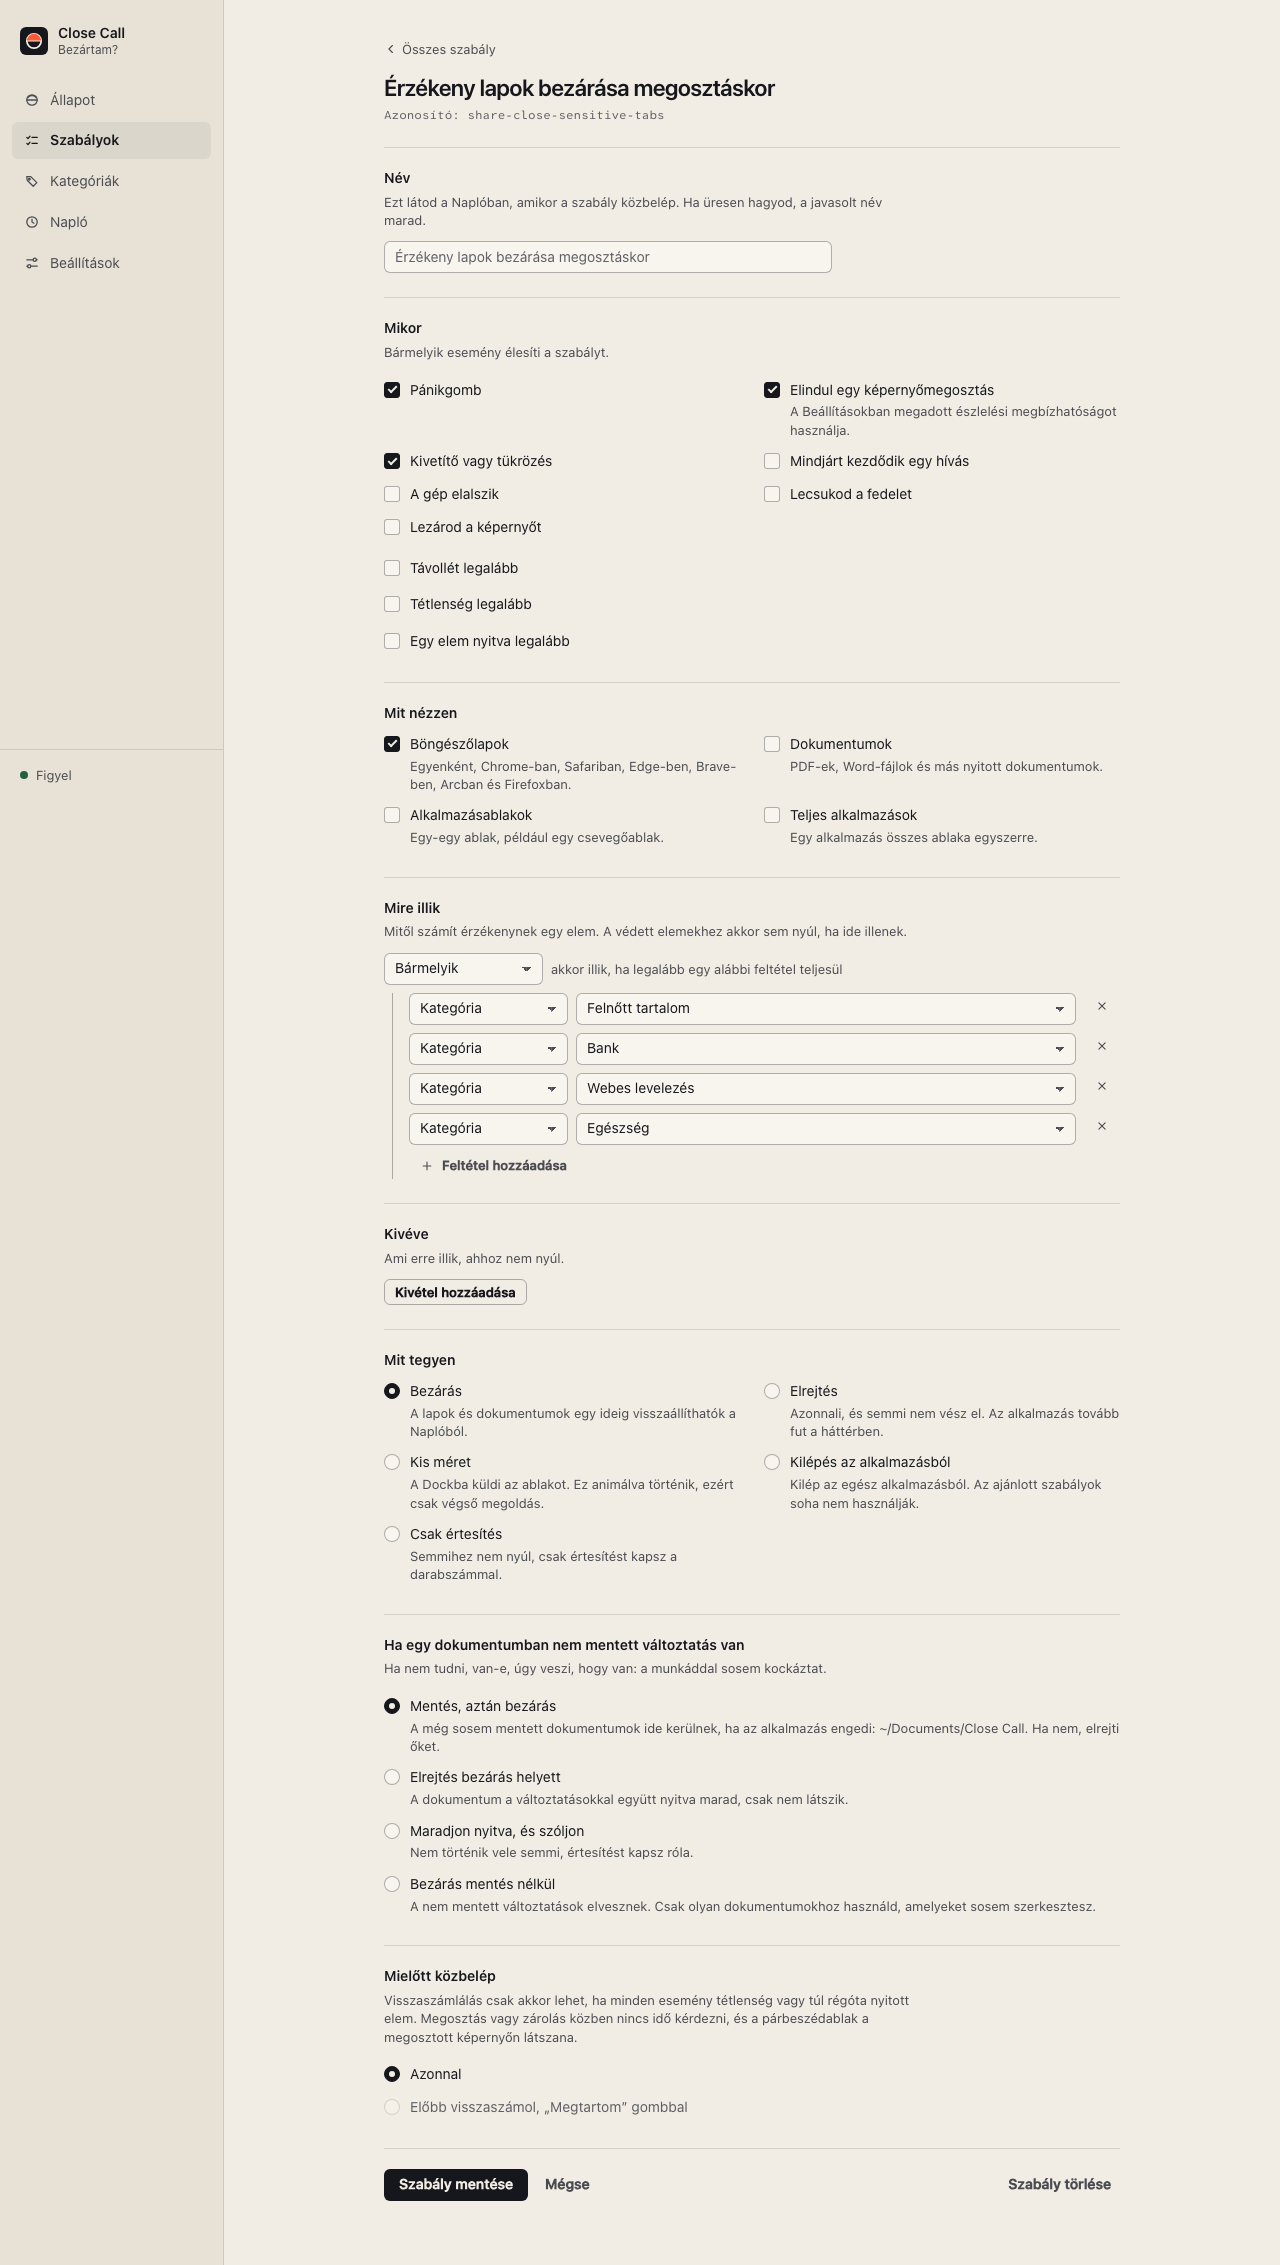 Close Call
Bezártam?
Állapot
Szabályok
Kategóriák
Napló
Beállítások
Figyel
Összes szabály
Érzékeny lapok bezárása megosztáskor
Azonosító: share-close-sensitive-tabs
Név
Ezt látod a Naplóban, amikor a szabály közbelép. Ha üresen hagyod, a javasolt név
marad.
Érzékeny lapok bezárása megosztáskor
Mikor
Bármelyik esemény élesíti a szabályt.
Pánikgomb
Elindul egy képernyőmegosztás
A Beállításokban megadott észlelési megbízhatóságot
használja.
Kivetítő vagy tükrözés
Mindjárt kezdődik egy hívás
A gép elalszik
Lecsukod a fedelet
Lezárod a képernyőt
Távollét legalább
Tétlenség legalább
Egy elem nyitva legalább
Mit nézzen
Böngészőlapok
Egyenként, Chrome-ban, Safariban, Edge-ben, Brave-
ben, Arcban és Firefoxban.
Dokumentumok
PDF-ek, Word-fájlok és más nyitott dokumentumok.
Alkalmazásablakok
Egy-egy ablak, például egy csevegőablak.
Teljes alkalmazások
Egy alkalmazás összes ablaka egyszerre.
Mire illik
Mitől számít érzékenynek egy elem. A védett elemekhez akkor sem nyúl, ha ide illenek.
Bármelyik akkor illik, ha legalább egy alábbi feltétel teljesül
Kategória Felnőtt tartalom
Kategória Bank
Kategória Webes levelezés
Kategória Egészség
Feltétel hozzáadása
Kivéve
Ami erre illik, ahhoz nem nyúl.
Kivétel hozzáadása
Mit tegyen
Bezárás
A lapok és dokumentumok egy ideig visszaállíthatók a
Naplóból.
Elrejtés
Azonnali, és semmi nem vész el. Az alkalmazás tovább
fut a háttérben.
Kis méret
A Dockba küldi az ablakot. Ez animálva történik, ezért
csak végső megoldás.
Kilépés az alkalmazásból
Kilép az egész alkalmazásból. Az ajánlott szabályok
soha nem használják.
Csak értesítés
Semmihez nem nyúl, csak értesítést kapsz a
darabszámmal.
Ha egy dokumentumban nem mentett változtatás van
Ha nem tudni, van-e, úgy veszi, hogy van: a munkáddal sosem kockáztat.
Mentés, aztán bezárás
A még sosem mentett dokumentumok ide kerülnek, ha az alkalmazás engedi: ~/Documents/Close Call. Ha nem, elrejti
őket.
Elrejtés bezárás helyett
A dokumentum a változtatásokkal együtt nyitva marad, csak nem látszik.
Maradjon nyitva, és szóljon
Nem történik vele semmi, értesítést kapsz róla.
Bezárás mentés nélkül
A nem mentett változtatások elvesznek. Csak olyan dokumentumokhoz használd, amelyeket sosem szerkesztesz.
Mielőtt közbelép
Visszaszámlálás csak akkor lehet, ha minden esemény tétlenség vagy túl régóta nyitott
elem. Megosztás vagy zárolás közben nincs idő kérdezni, és a párbeszédablak a
megosztott képernyőn látszana.
Azonnal
Előbb visszaszámol, „Megtartom” gombbal
Szabály mentése
Mégse
Szabály törlése